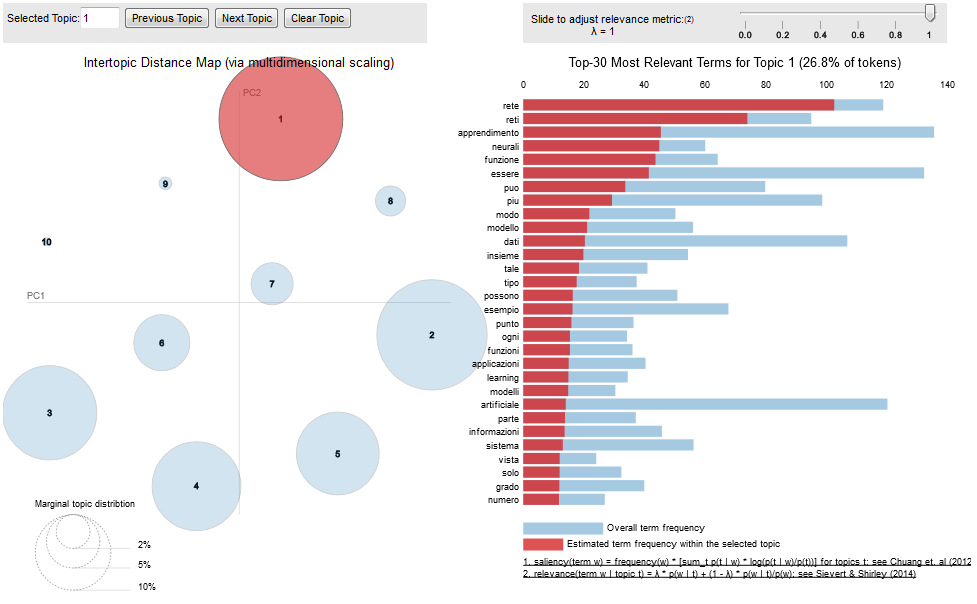 Selected Topic: 1 Previous Topic Next Topic Clear Topic
Slide to adjust relevance metric:(2)
λ = 1
0.0 0.2 0.4 0.6 0.8 1
Intertopic Distance Map (via multidimensional scaling)
PC2
PC1
1
9
8
10
7
2
6
3
5
4
Marginal topic distribtion
2%
5%
10%
Top-30 Most Relevant Terms for Topic 1 (26.8% of tokens)
0 20 40 60 80 100 120 140
rete
reti
apprendimento
neurali
funzione
essere
puo
piu
modo
modello
dati
insieme
tale
tipo
possono
esempio
punto
ogni
funzioni
applicazioni
learning
modelli
artificiale
parte
informazioni
sistema
vista
solo
grado
numero
Overall term frequency
Estimated term frequency within the selected topic
1. saliency(term w) = frequency(w) * [sum_t p(t | w) * log(p(t | w)/p(t))] for topics t; see Chuang et. al (2012
2. relevance(term w | topic t) = λ * p(w | t) + (1 - λ) * p(w | t)/p(w); see Sievert & Shirley (2014)